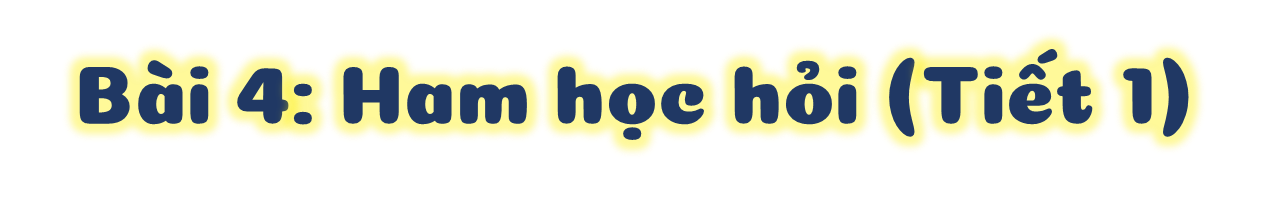 Bài 4: Ham học hỏi (Tiết 1)